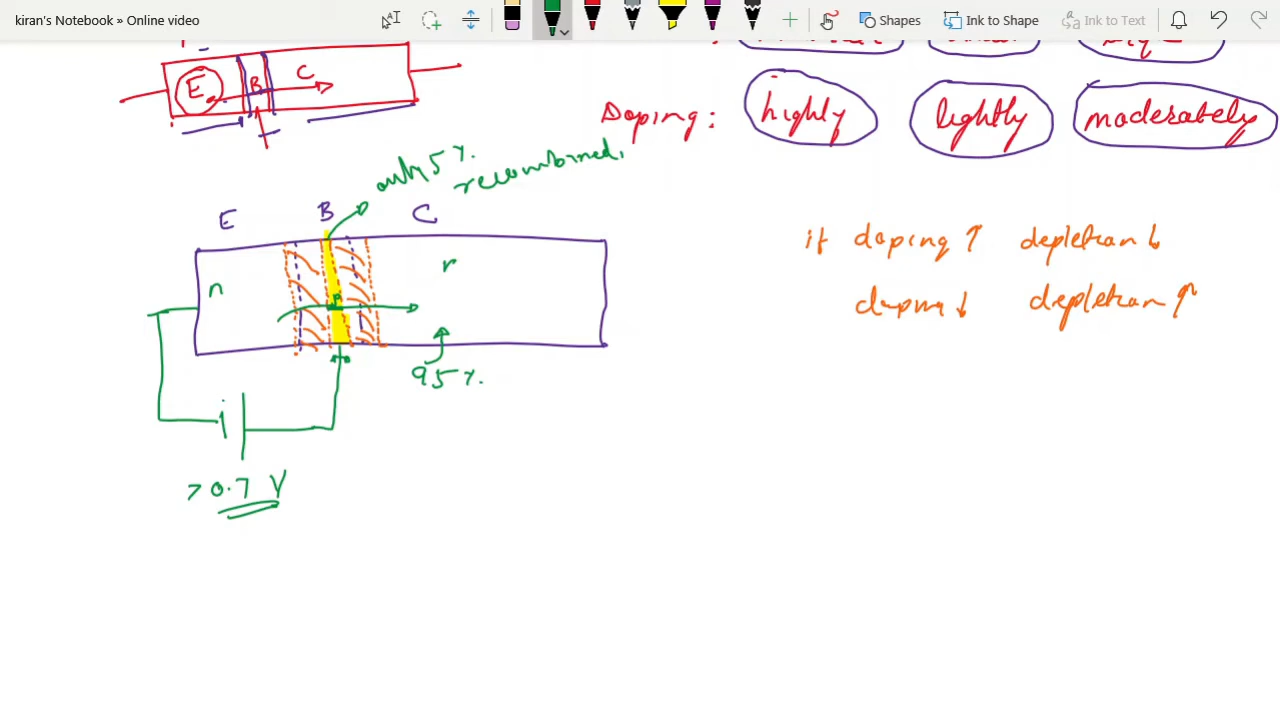 kiran's Notebook » Online video
Shapes
Ink to Shape
Ink to Text
E B C
Doping: highly lightly moderately
only 5 %.
recombined.
E B C
n
P
95 %.
> 0.7 V
if doping ↑ depletion ↓
doping ↓ depletion ↑